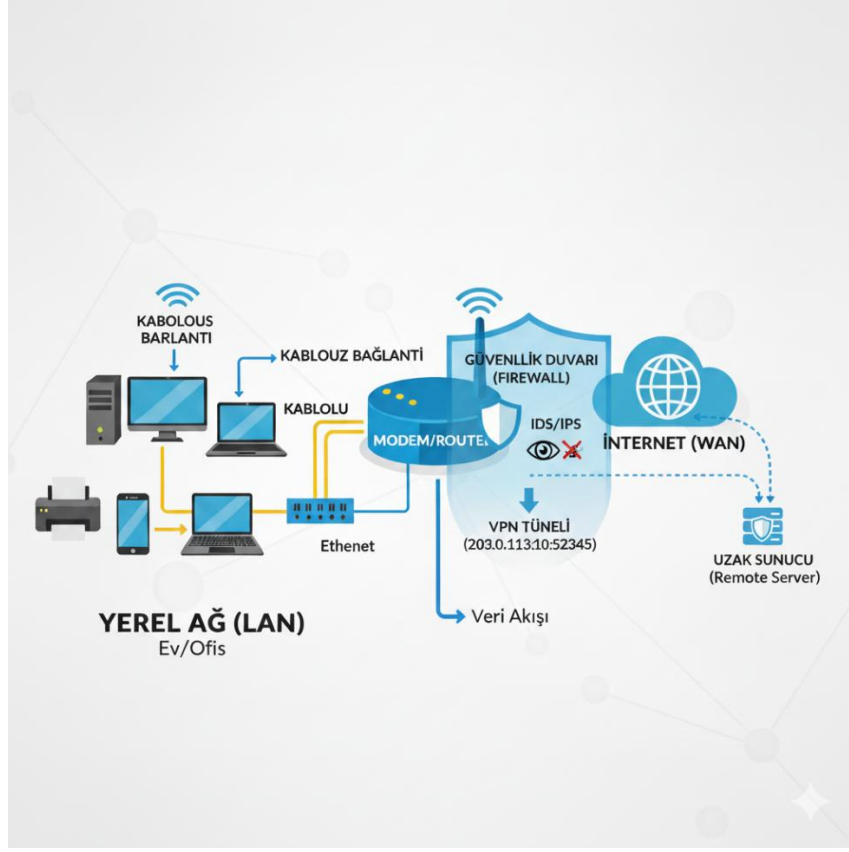 KABOLOUS
BARLANTI
KABLOUZ BAĞLANTİ
KABLOLU
Ethenet
MODEM/ROUTE
GÜVENLLİK DUVARI
(FIREWALL)
IDS/IPS
VPN TÜNELİ
(203.0.113:10:52345)
İNTERNET (WAN)
UZAK SUNUCU
(Remote Server)
Veri Akışı
YEREL AĞ (LAN)
Ev/Ofis